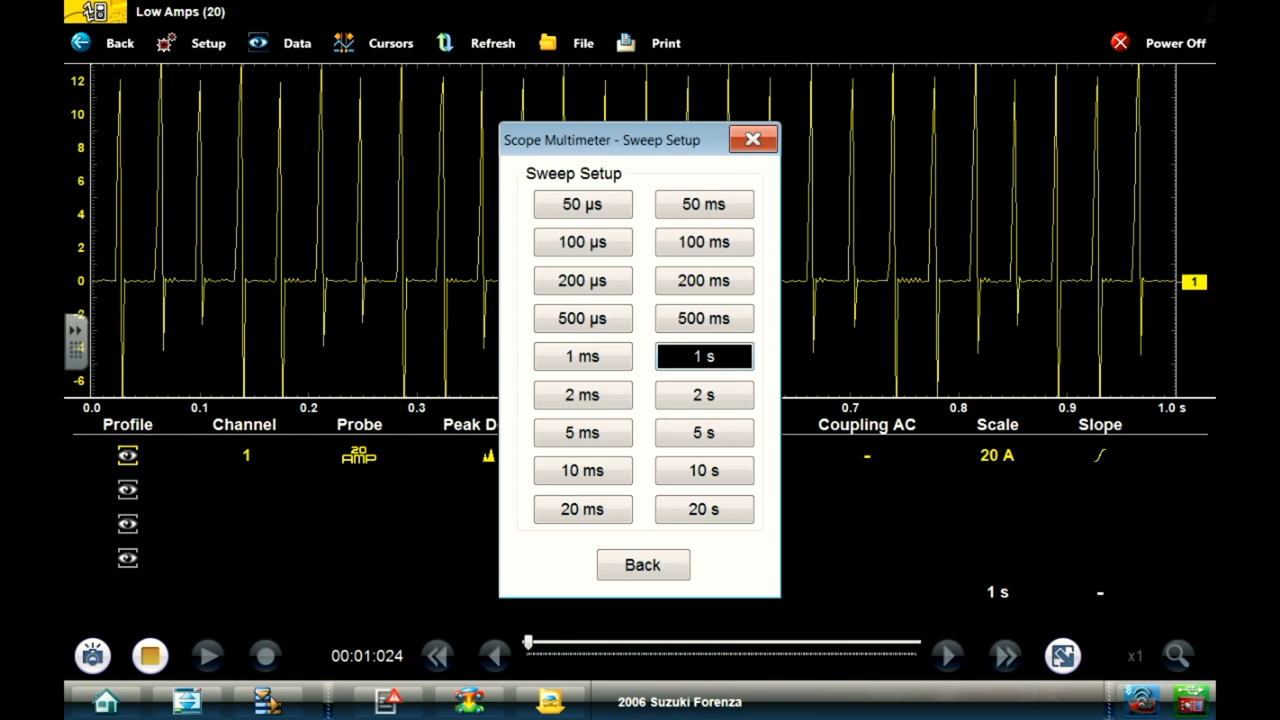 Low Amps (20)
Back Setup Data Cursors Refresh File Print Power Off
12
10
8
6
4
2
0
-2
-6
1
Scope Multimeter - Sweep Setup
Sweep Setup
50 µs 50 ms
100 µs 100 ms
200 µs 200 ms
500 µs 500 ms
1 ms 1 s
2 ms 2 s
5 ms 5 s
10 ms 10 s
20 ms 20 s
Back
0.0 0.1 0.2 0.3 0.7 0.8 0.9 1.0 s
Profile Channel Probe Peak D Coupling AC Scale Slope
1 20 AMP - 20 A
1 s -
00:01:024 x1
2006 Suzuki Forenza